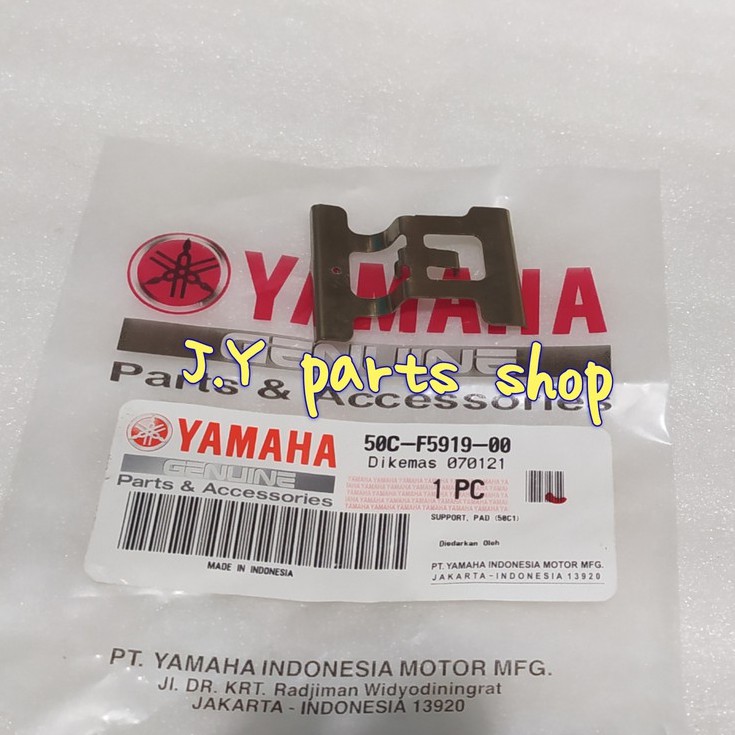 YAMAHA
GENUINE
Parts & Accessories
J.Y parts shop
YAMAHA
GENUINE
Parts & Accessories
50C-F5919-00
Dikemas 070121
1 PC
SUPPORT, PAD (50C1)
MADE IN INDONESIA
Diedarkan Oleh
PT. YAMAHA INDONESIA MOTOR MFG.
JAKARTA-INDONESIA 13920
PT. YAMAHA INDONESIA MOTOR MFG.
Jl. DR. KRT. Radjiman Widyodiningrat
JAKARTA - INDONESIA 13920